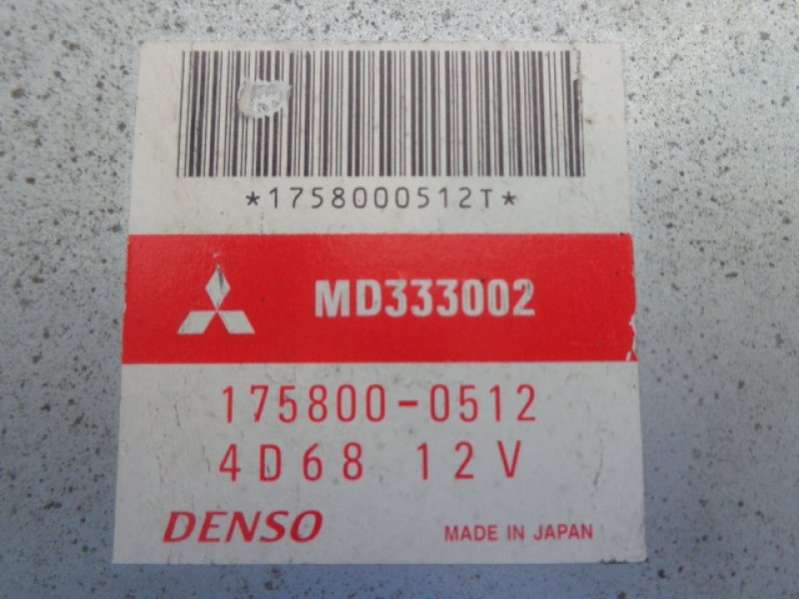 *1758000512T*
MD333002
175800-0512
4D68 12V
DENSO
MADE IN JAPAN